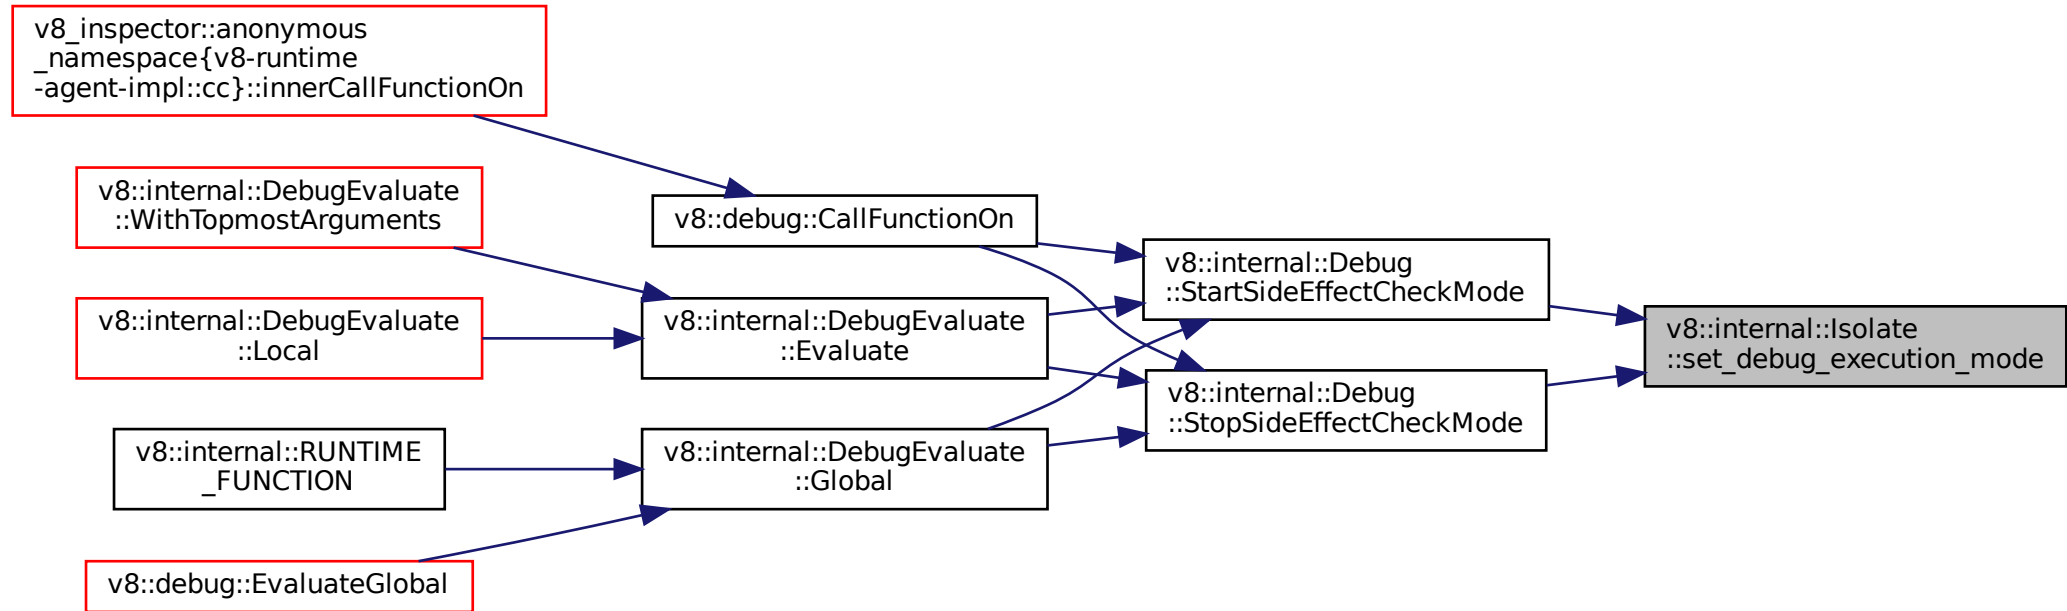 v8_inspector::anonymous
_namespace{v8-runtime
-agent-impl::cc}::innerCallFunctionOn
v8::internal::DebugEvaluate
::WithTopmostArguments
v8::internal::DebugEvaluate
::Local
v8::internal::RUNTIME
_FUNCTION
v8::debug::EvaluateGlobal
v8::debug::CallFunctionOn
v8::internal::DebugEvaluate
::Evaluate
v8::internal::DebugEvaluate
::Global
v8::internal::Debug
::StartSideEffectCheckMode
v8::internal::Debug
::StopSideEffectCheckMode
v8::internal::Isolate
::set_debug_execution_mode